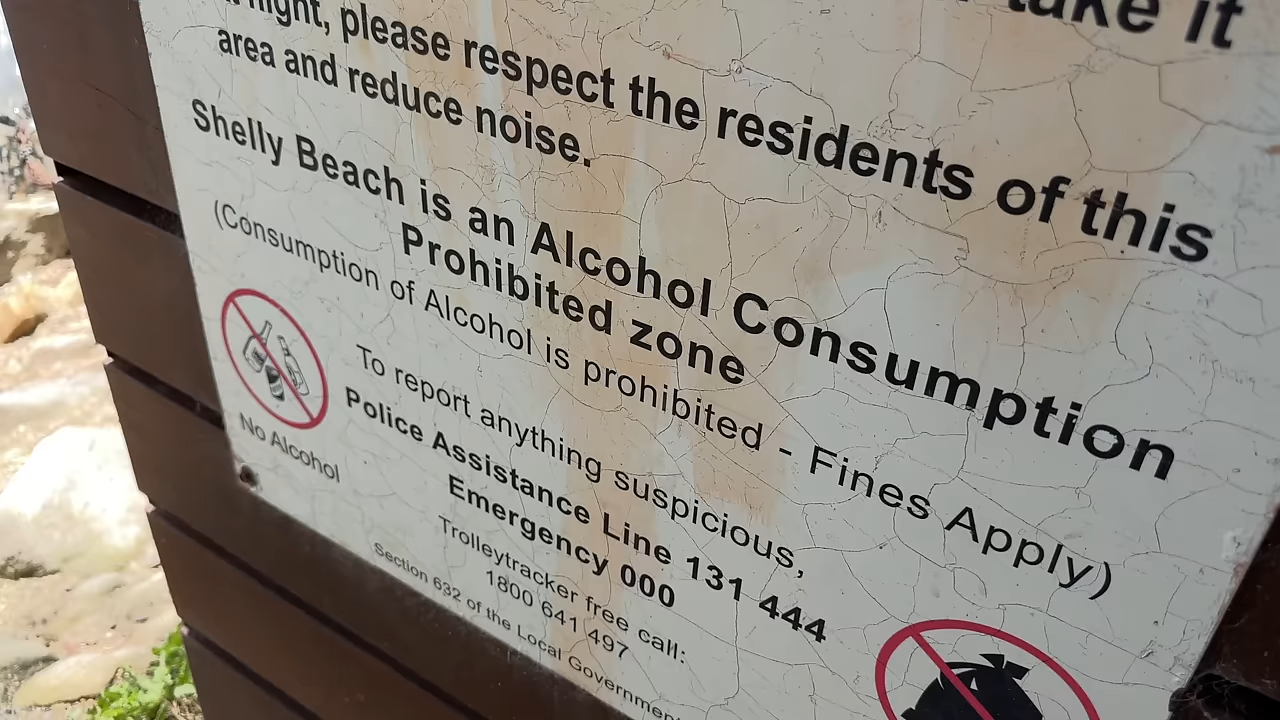 take it
night, please respect the residents of this
area and reduce noise.
Shelly Beach is an Alcohol Consumption
Prohibited zone
(Consumption of Alcohol is prohibited - Fines Apply)
No Alcohol
To report anything suspicious,
Police Assistance Line 131 444
Emergency 000
Trolleytracker free call:
1800 641 497
Section 632 of the Local Government